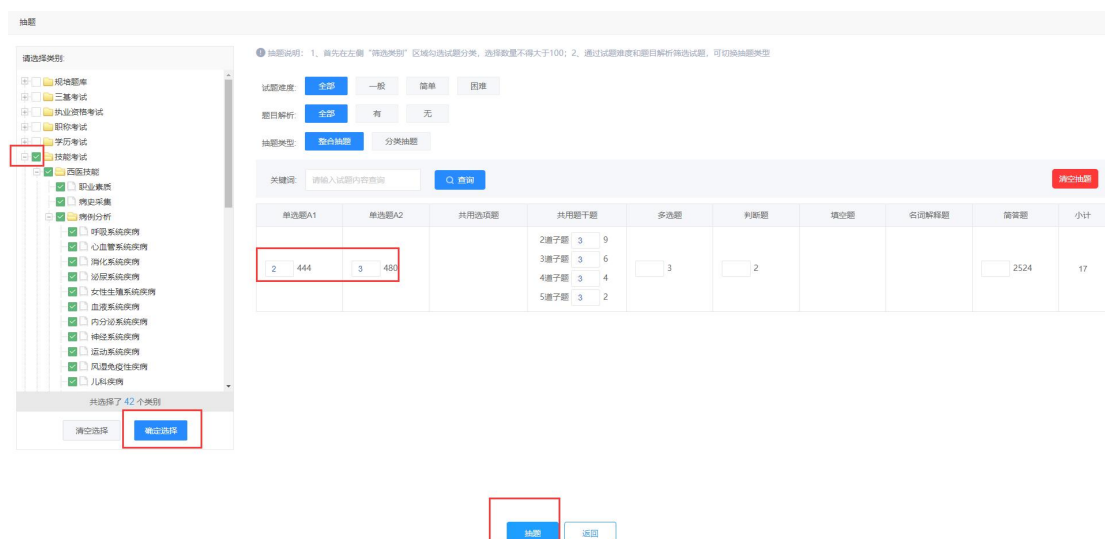 抽题
请选择类别:
规培题库
三基考试
执业资格考试
职称考试
学历考试
技能考试
西医技能
职业素质
病史采集
病例分析
呼吸系统疾病
心血管系统疾病
消化系统疾病
泌尿系统疾病
女性生殖系统疾病
血液系统疾病
内分泌系统疾病
神经系统疾病
运动系统疾病
风湿免疫性疾病
儿科疾病
共选择了 42 个类别
清空选择 确定选择
抽题说明: 1、首先在左侧“筛选类别”区域勾选试题分类, 选择数量不得大于100; 2、通过试题难度和题目解析筛选试题, 可切换抽题类型
试题难度: 全部 一般 简单 困难
题目解析: 全部 有 无
抽题类型: 整合抽题 分类抽题
关键词: 请输入试题内容查询 查询 清空抽题
单选题A1 单选题A2 共用选项题 共用题干题 多选题 判断题 填空题 名词解释题 简答题 小计
2道子题 3 9
3道子题 3 6
2 444 3 480 3 2 2524 17
4道子题 3 4
5道子题 3 2
抽题 返回